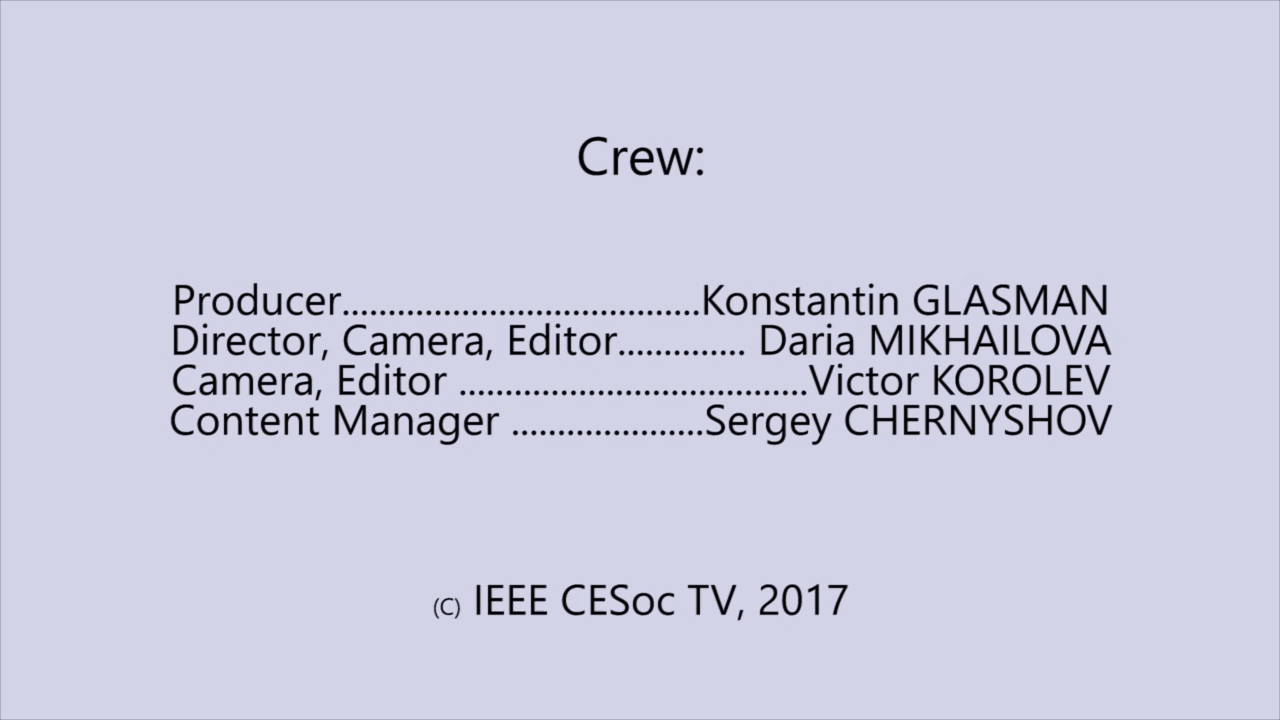 Crew:
Producer......................................Konstantin GLASMAN
Director, Camera, Editor.............. Daria MIKHAILOVA
Camera, Editor .....................................Victor KOROLEV
Content Manager .....................Sergey CHERNYSHOV
(C) IEEE CESoc TV, 2017